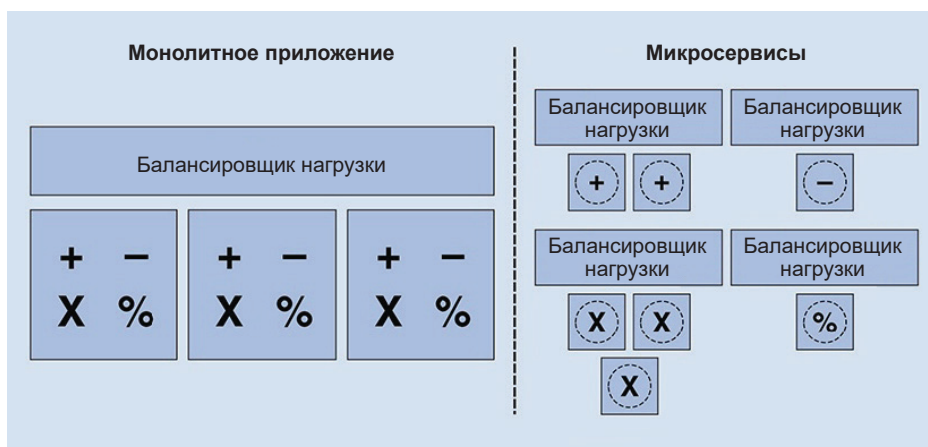 Монолитное приложение
Балансировщик нагрузки
+ − + − + −
X % X % X %
Микросервисы
Балансировщик
нагрузки
+ +
Балансировщик
нагрузки
−
Балансировщик
нагрузки
X X
X
Балансировщик
нагрузки
%